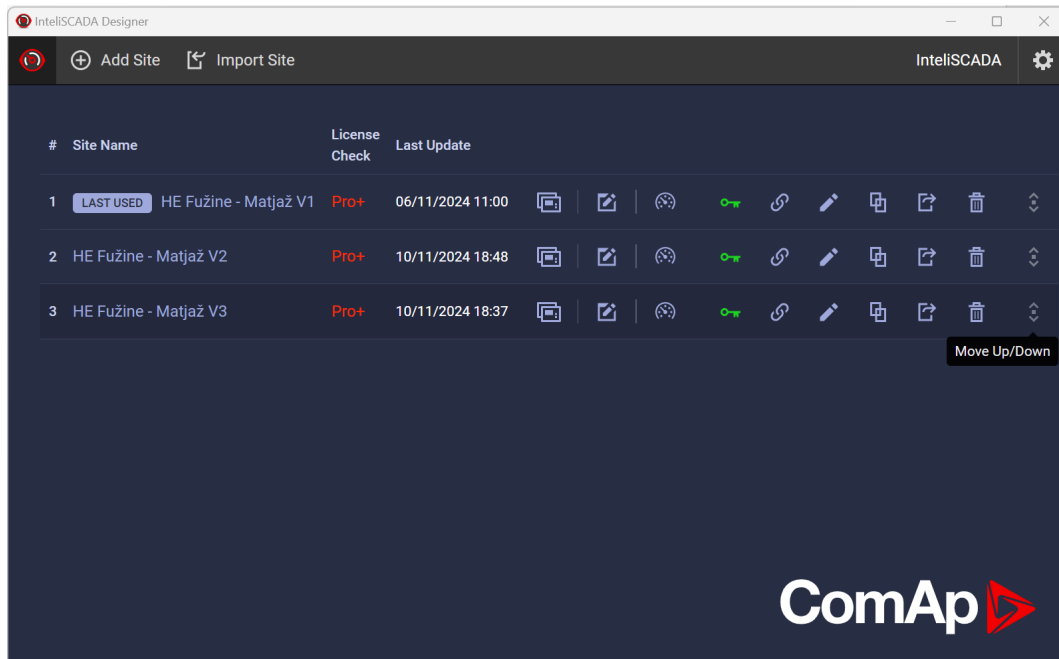 InteliSCADA Designer
Add Site Import Site InteliSCADA
# Site Name License Check Last Update
1 LAST USED HE Fužine - Matjaž V1 Pro+ 06/11/2024 11:00
2 HE Fužine - Matjaž V2 Pro+ 10/11/2024 18:48
3 HE Fužine - Matjaž V3 Pro+ 10/11/2024 18:37
Move Up/Down
ComAp